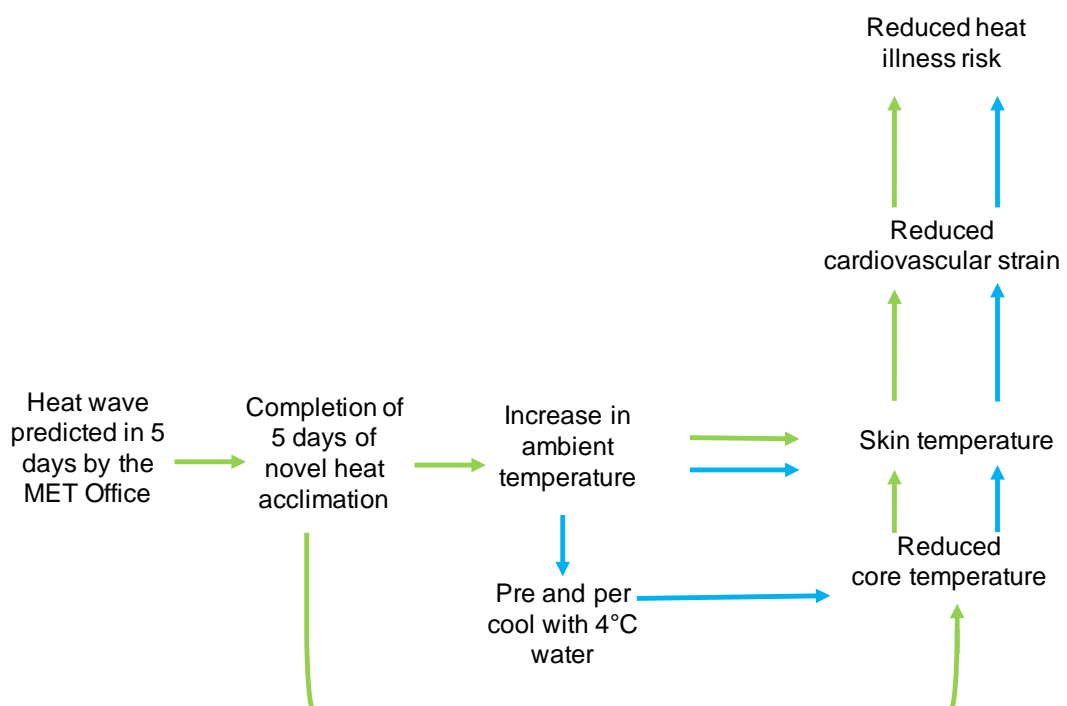 Reduced heat
illness risk
Reduced
cardiovascular strain
Heat wave
predicted in 5
days by the
MET Office
Completion of
5 days of
novel heat
acclimation
Increase in
ambient
temperature
Skin temperature
Reduced
core temperature
Pre and per
cool with 4°C
water